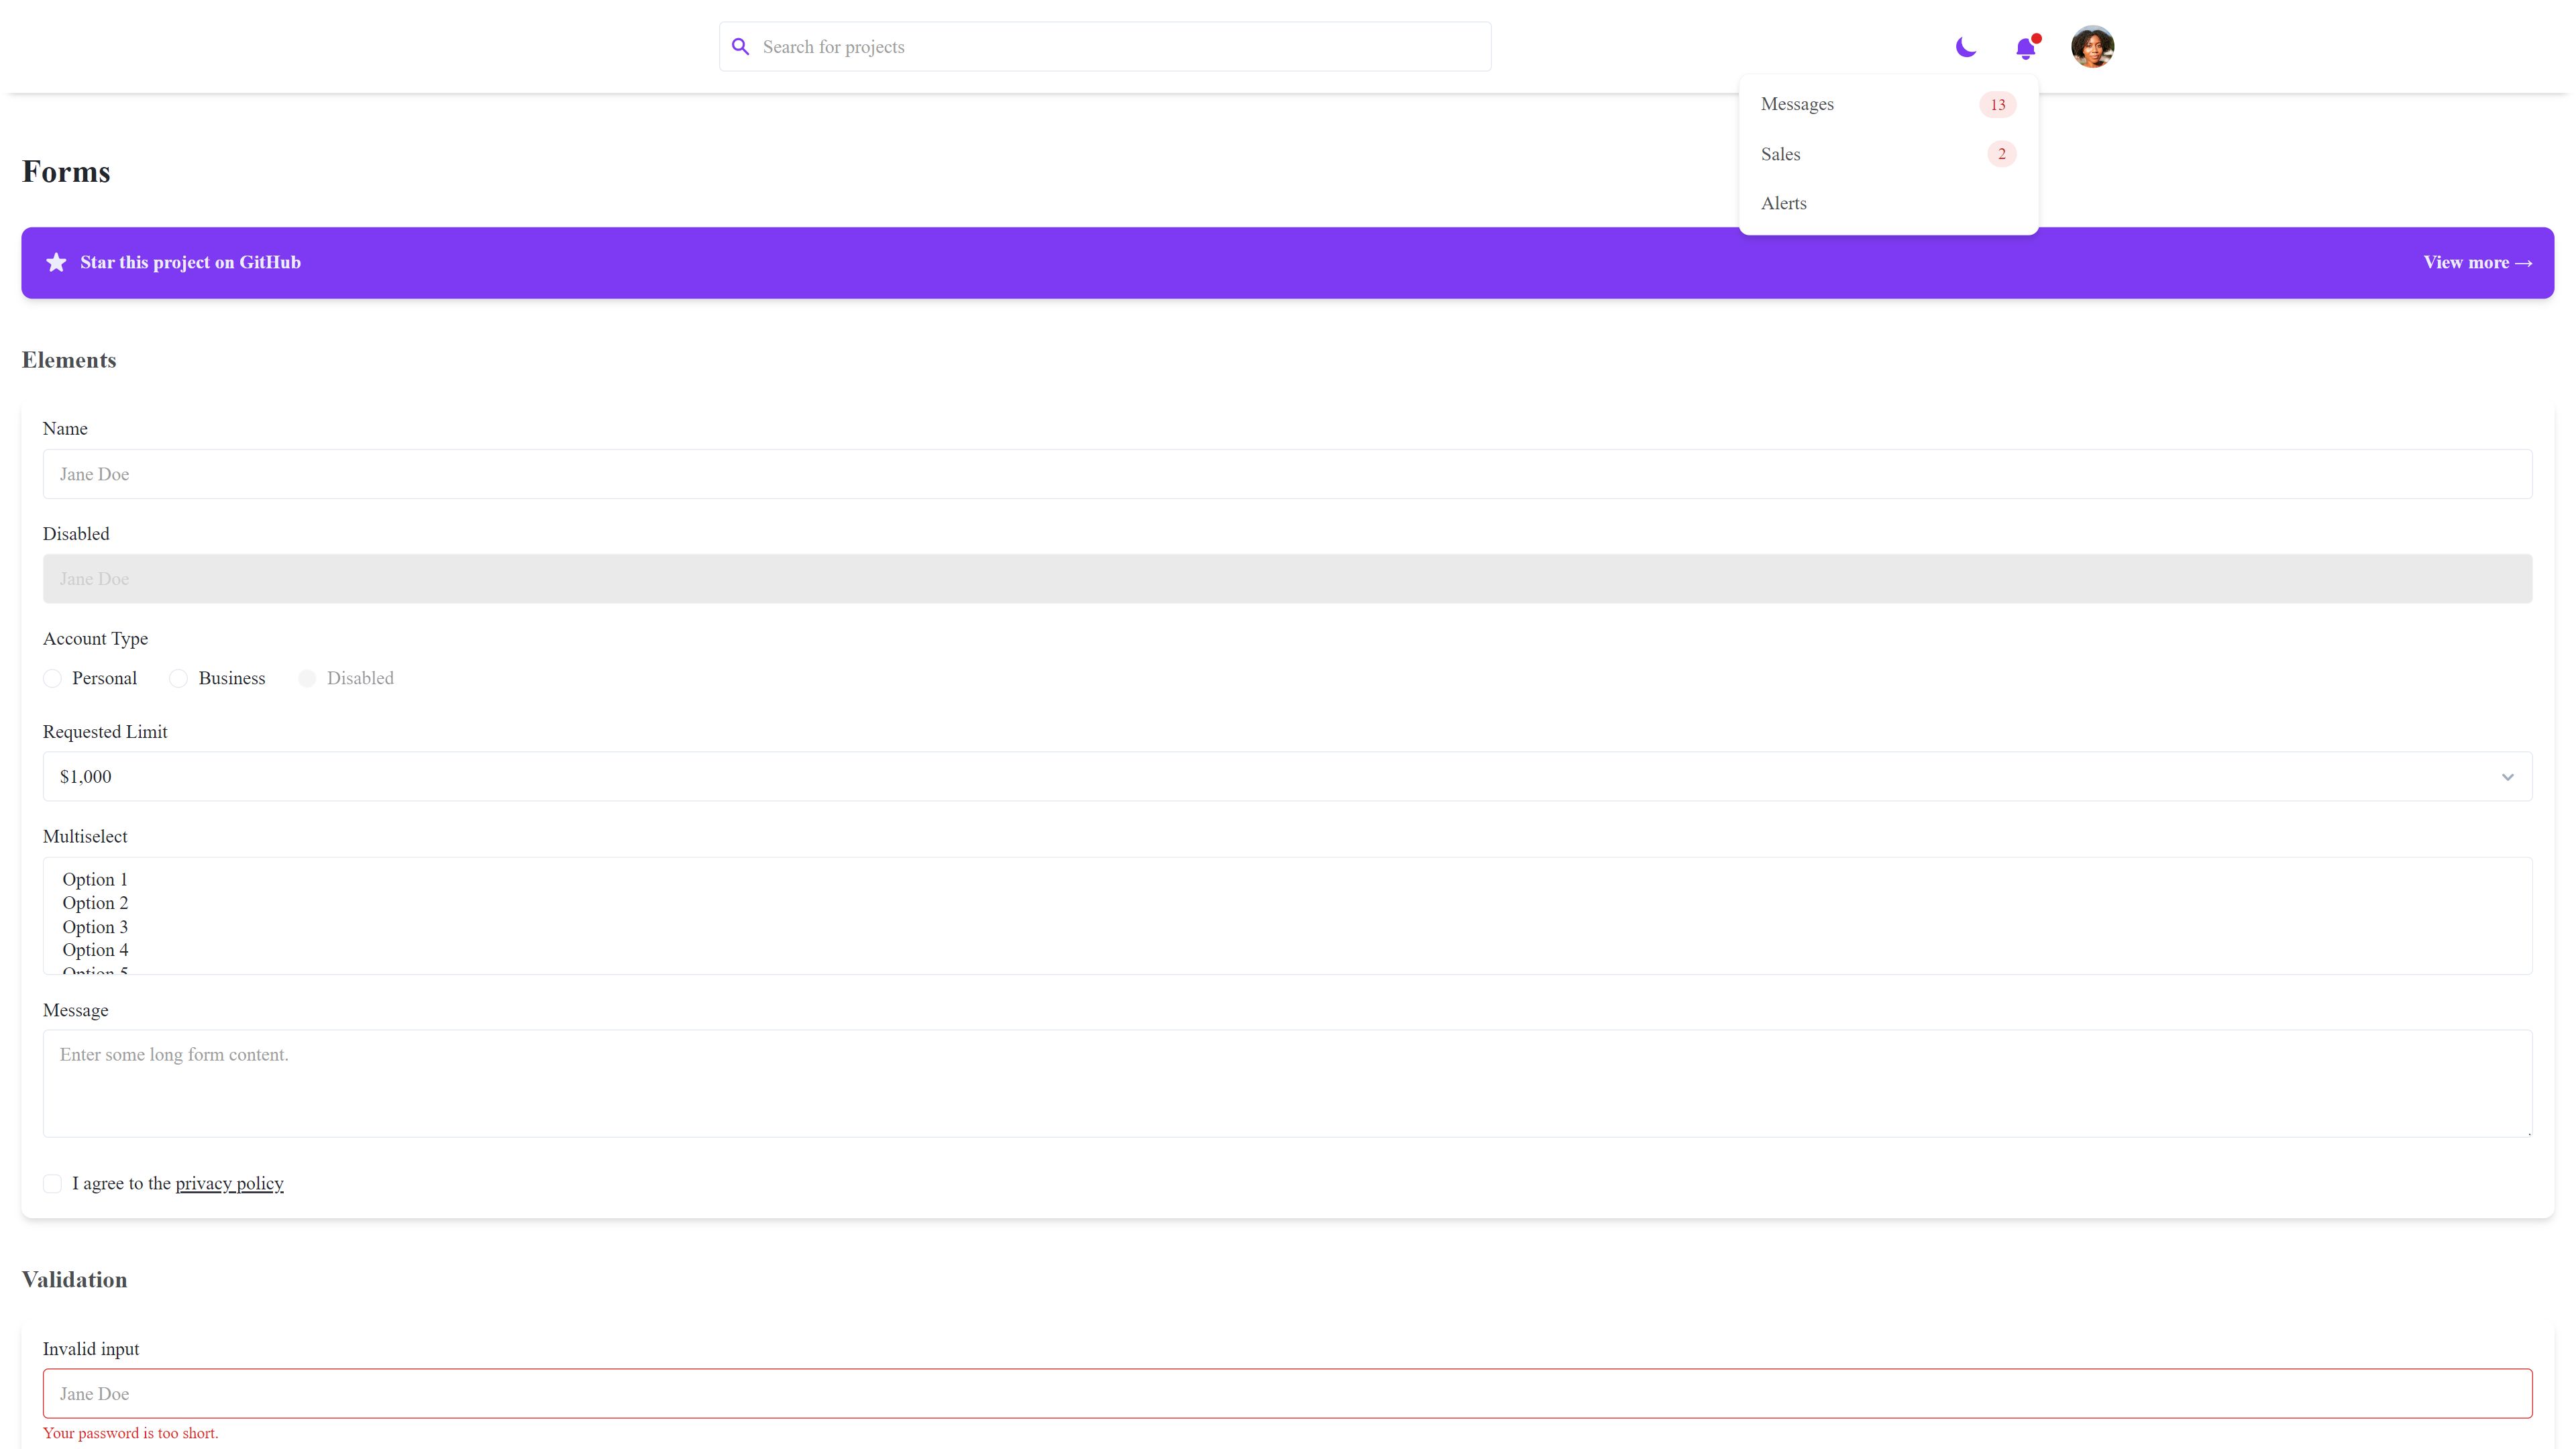 Search for projects
Messages 13
Sales 2
Alerts
Forms
Star this project on GitHub
View more →
Elements
Name
Jane Doe
Disabled
Jane Doe
Account Type
Personal Business Disabled
Requested Limit
$1,000
Multiselect
Option 1
Option 2
Option 3
Option 4
Option 5
Message
Enter some long form content.
I agree to the privacy policy
Validation
Invalid input
Jane Doe
Your password is too short.